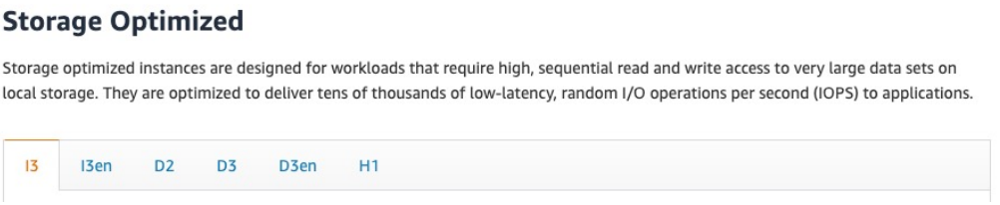 Storage Optimized
Storage optimized instances are designed for workloads that require high, sequential read and write access to very large data sets on
local storage. They are optimized to deliver tens of thousands of low-latency, random I/O operations per second (IOPS) to applications.
I3 I3en D2 D3 D3en H1